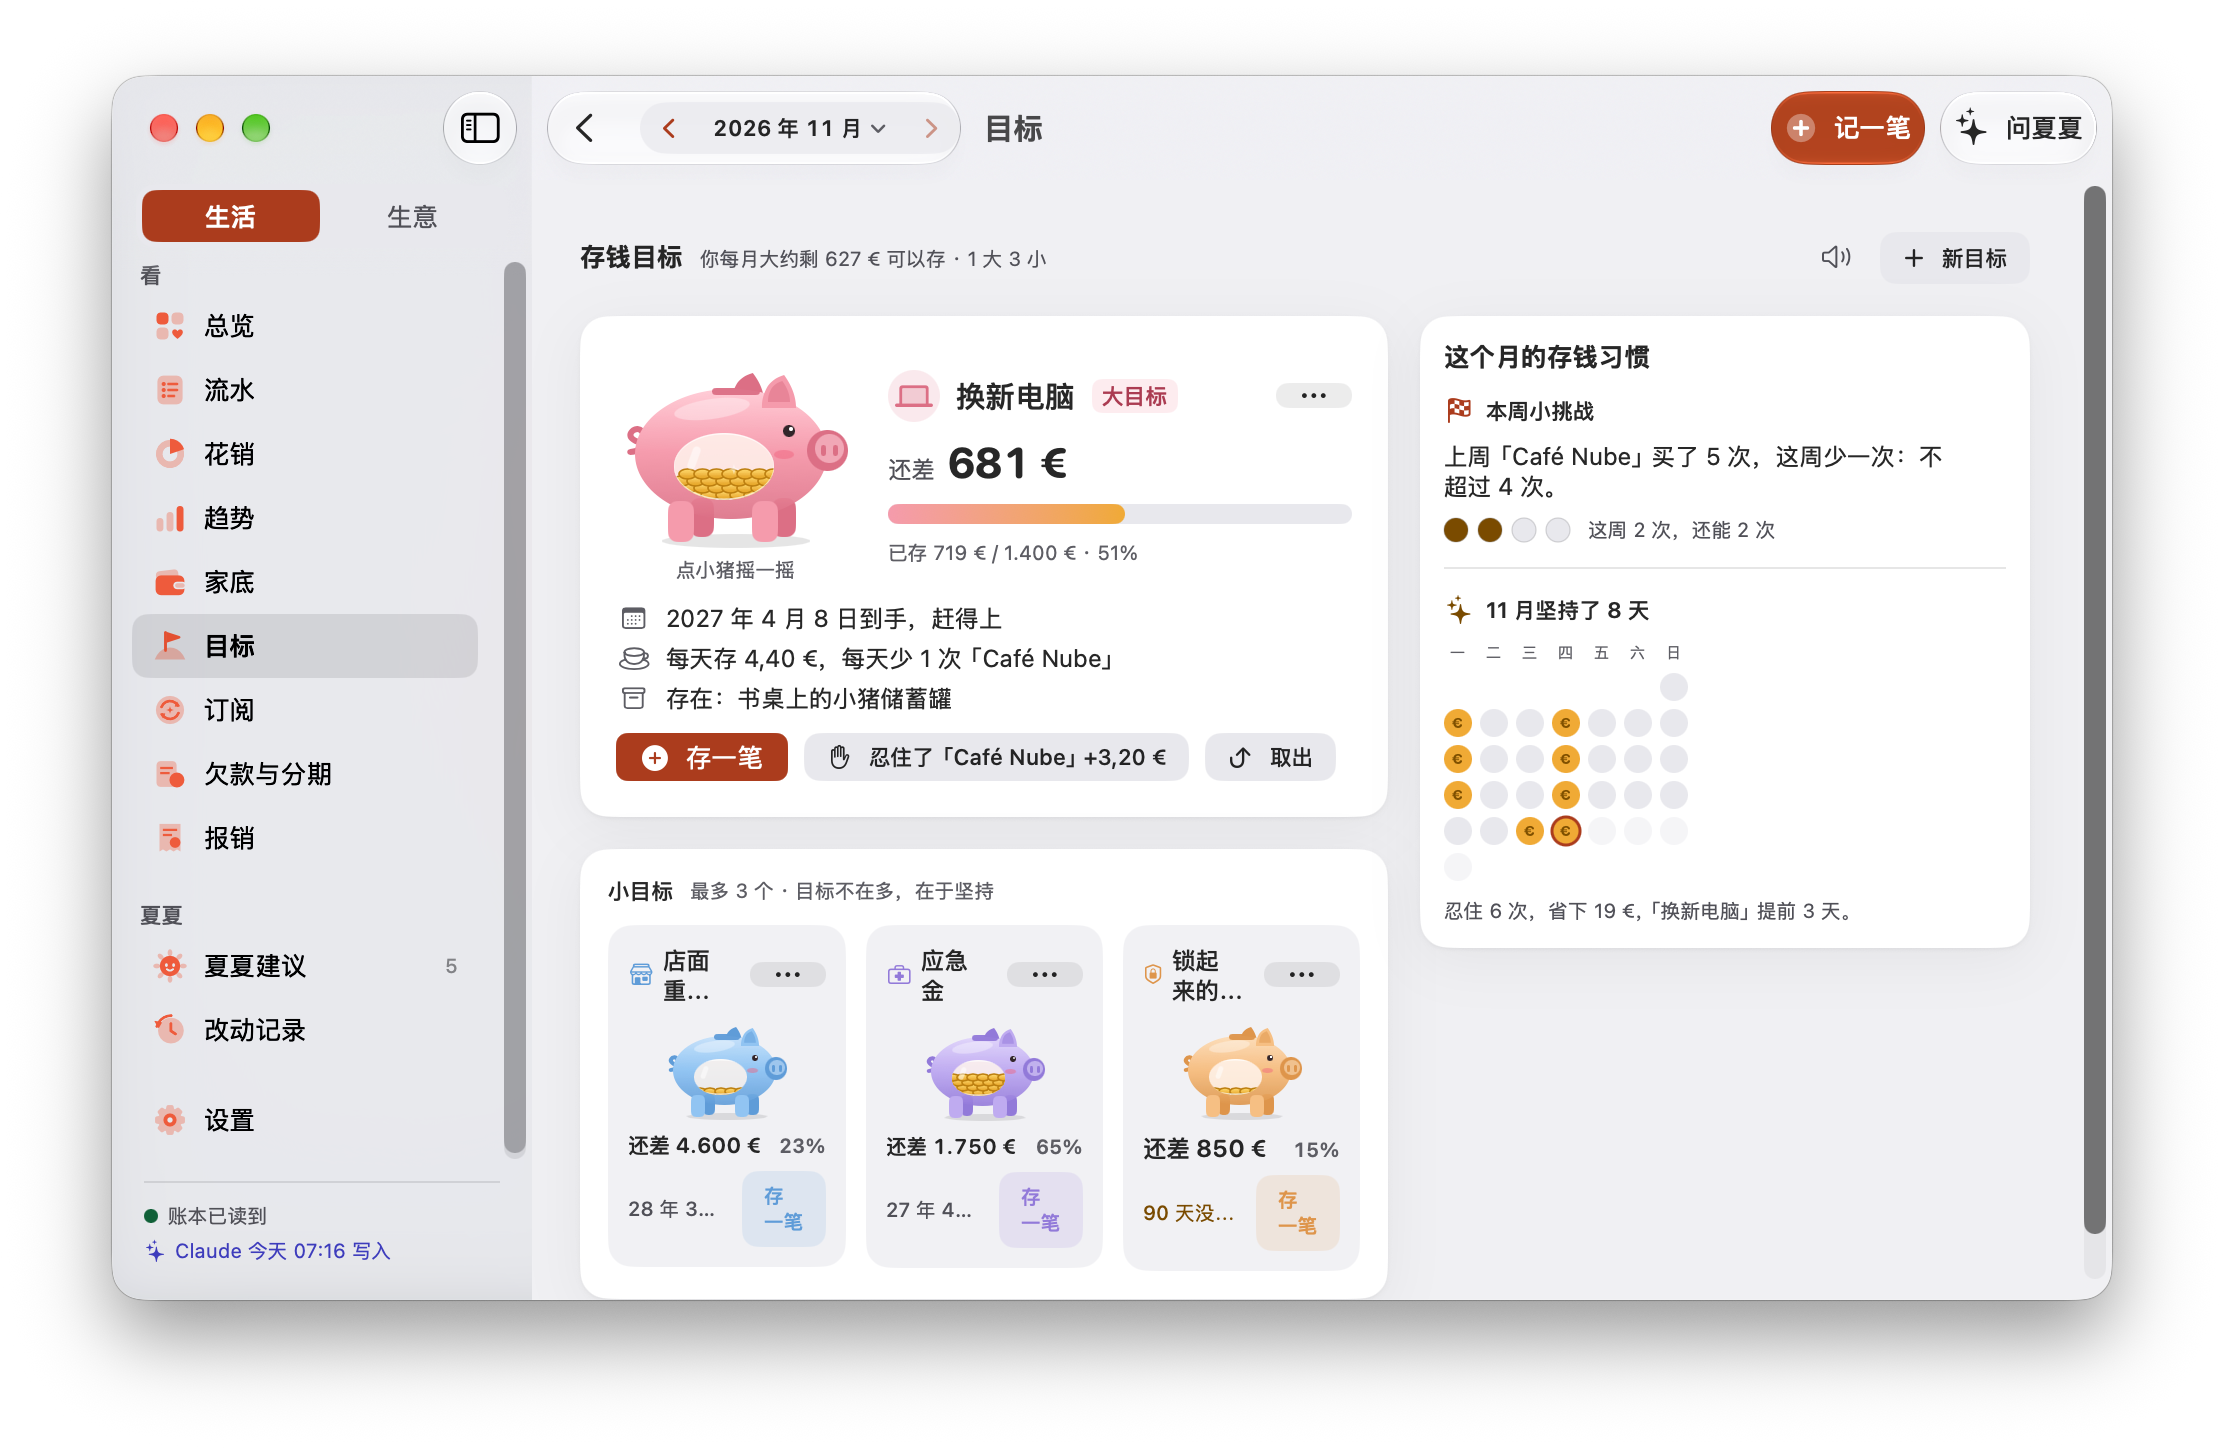 2026 年 11 月
目标
记一笔
问夏夏
生活
生意
看
总览
流水
花销
趋势
家底
目标
订阅
欠款与分期
报销
夏夏
夏夏建议
5
改动记录
设置
账本已读到
Claude 今天 07:16 写入
存钱目标
你每月大约剩 627 € 可以存 · 1 大 3 小
新目标
换新电脑
大目标
还差 681 €
已存 719 € / 1.400 € · 51%
点小猪摇一摇
2027 年 4 月 8 日到手，赶得上
每天存 4,40 €，每天少 1 次「Café Nube」
存在：书桌上的小猪储蓄罐
存一笔
忍住了「Café Nube」+3,20 €
取出
小目标
最多 3 个 · 目标不在多，在于坚持
店面
重…
还差 4.600 €
23%
28 年 3…
存
一笔
应急
金
还差 1.750 €
65%
27 年 4…
存
一笔
锁起
来的…
还差 850 €
15%
90 天没…
存
一笔
这个月的存钱习惯
本周小挑战
上周「Café Nube」买了 5 次，这周少一次：不
超过 4 次。
这周 2 次，还能 2 次
11 月坚持了 8 天
一 二 三 四 五 六 日
€ €
€ €
€ €
€ €
忍住 6 次，省下 19 €，「换新电脑」提前 3 天。